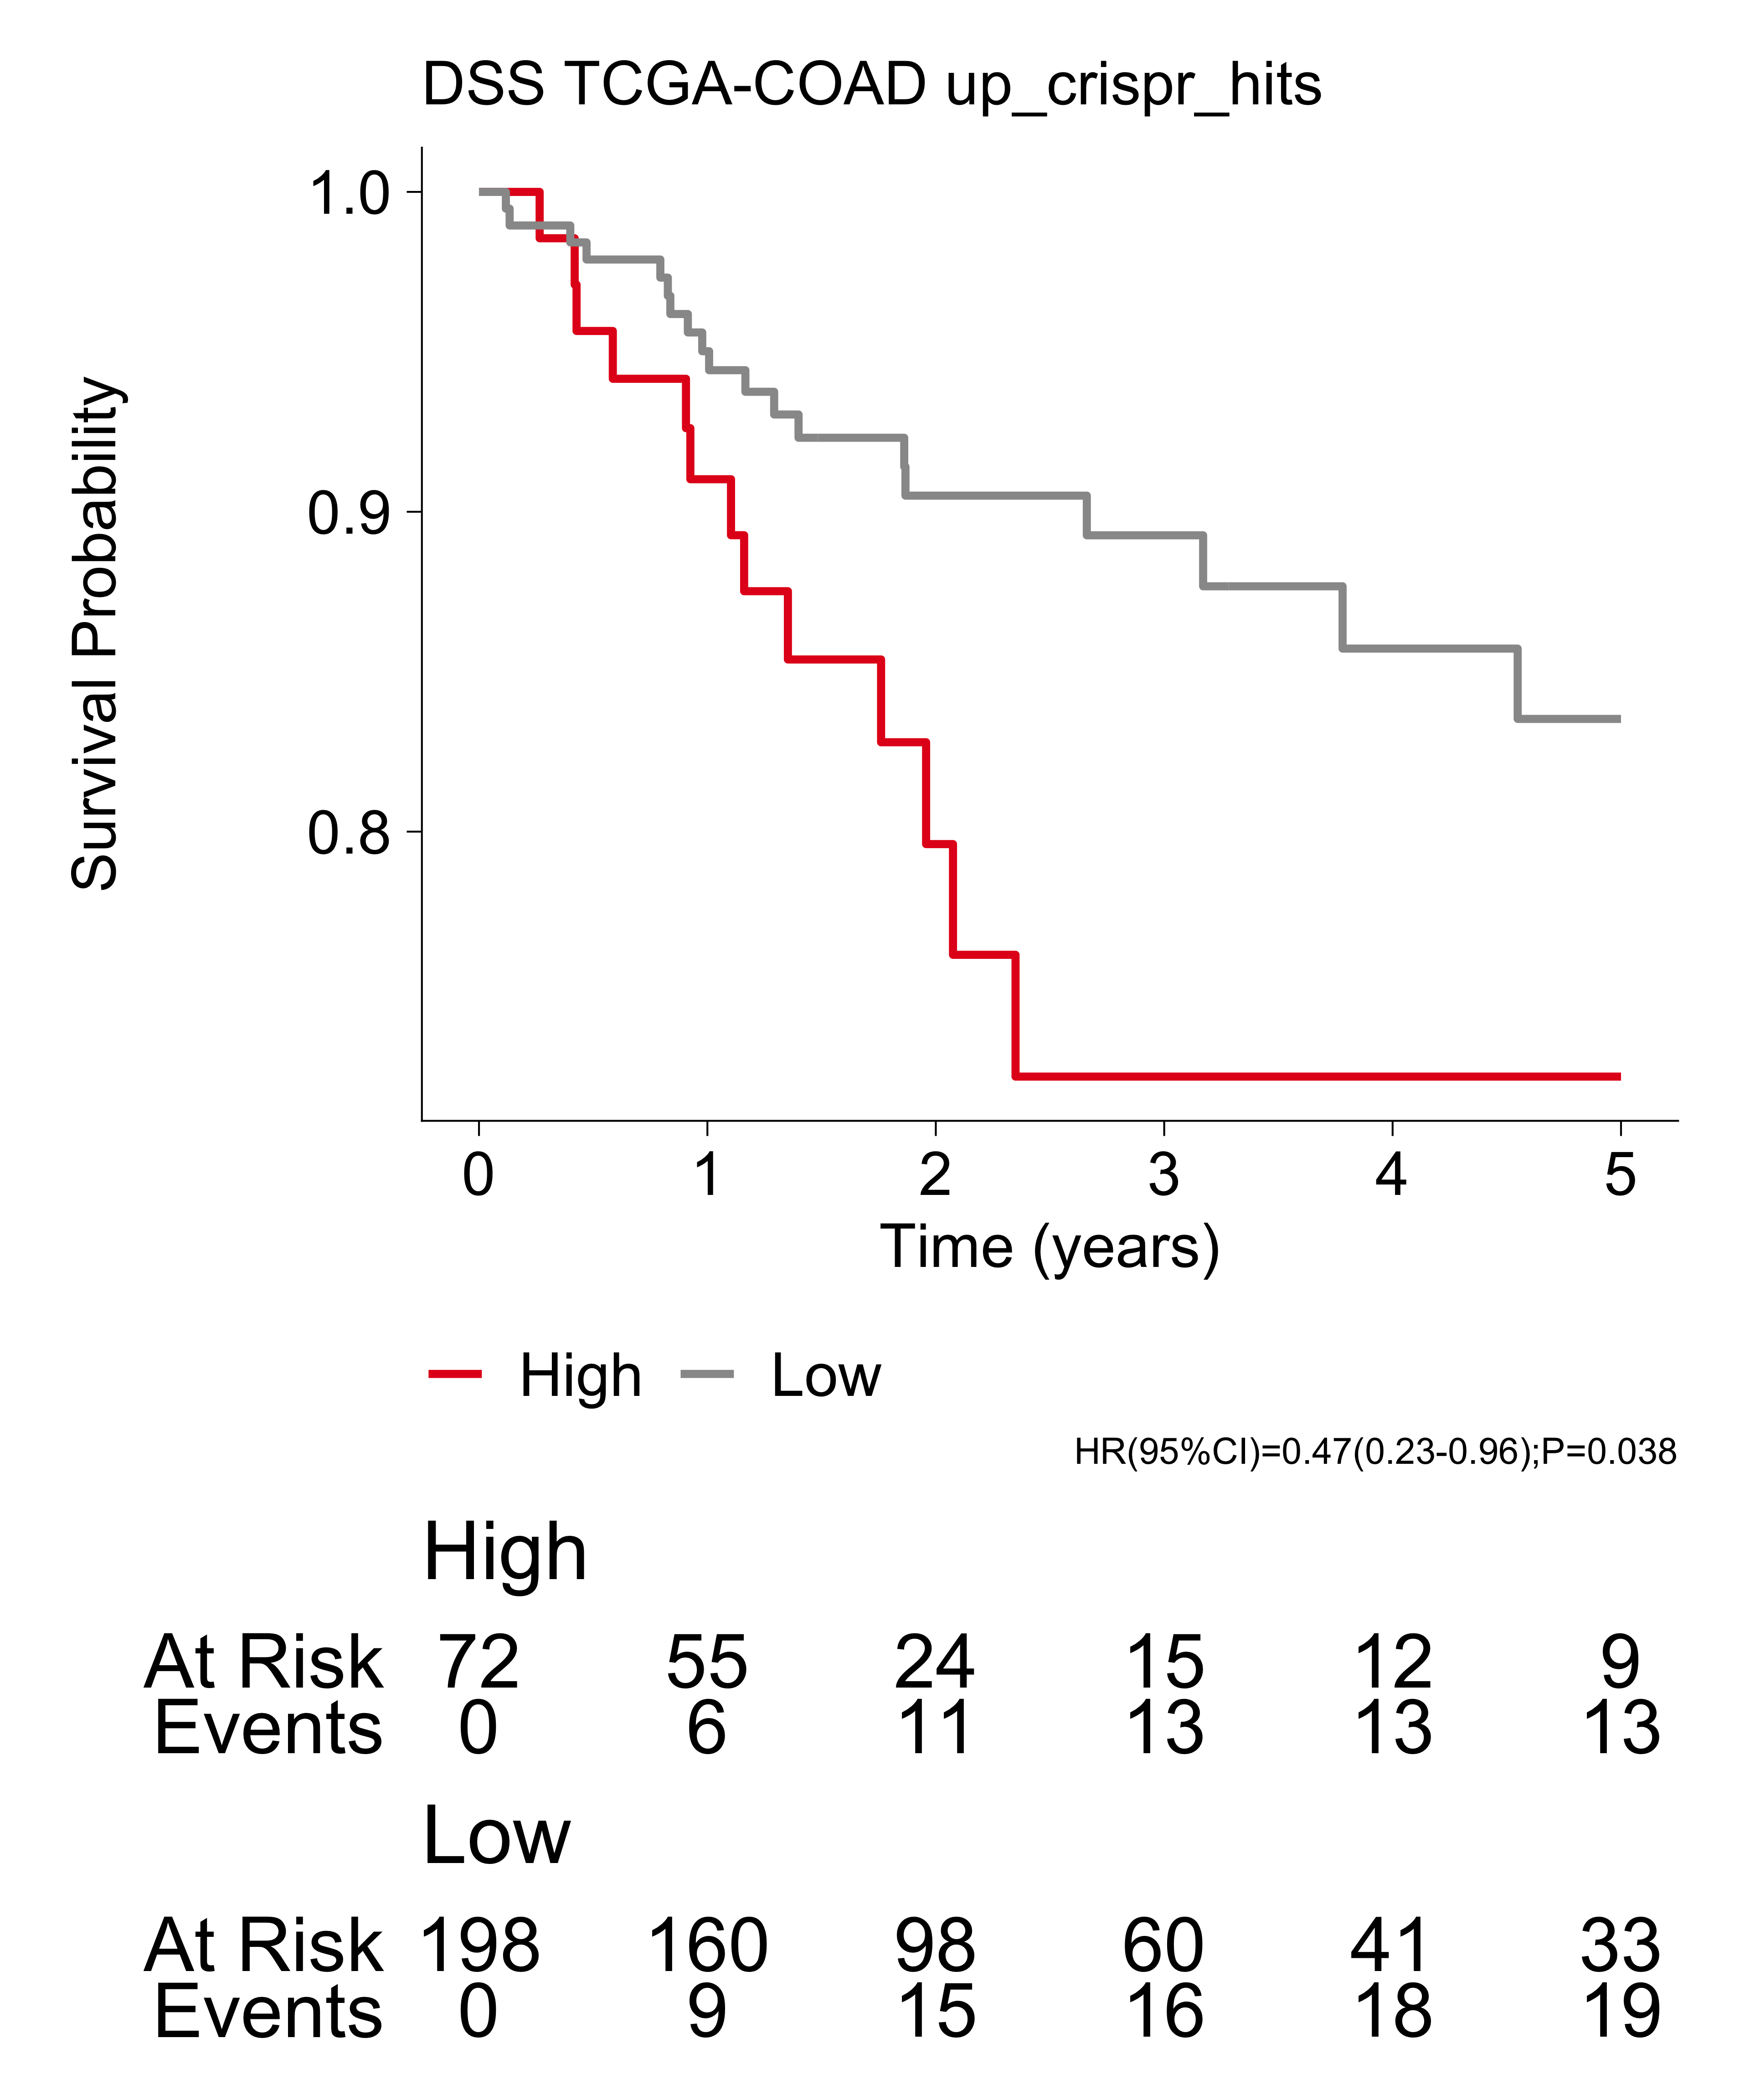 DSS TCGA-COAD up_crispr_hits
Survival Probability
1.0
0.9
0.8
0 1 2 3 4 5
Time (years)
High Low
HR(95%CI)=0.47(0.23-0.96);P=0.038
High
At Risk 72 55 24 15 12 9
Events 0 6 11 13 13 13
Low
At Risk 198 160 98 60 41 33
Events 0 9 15 16 18 19